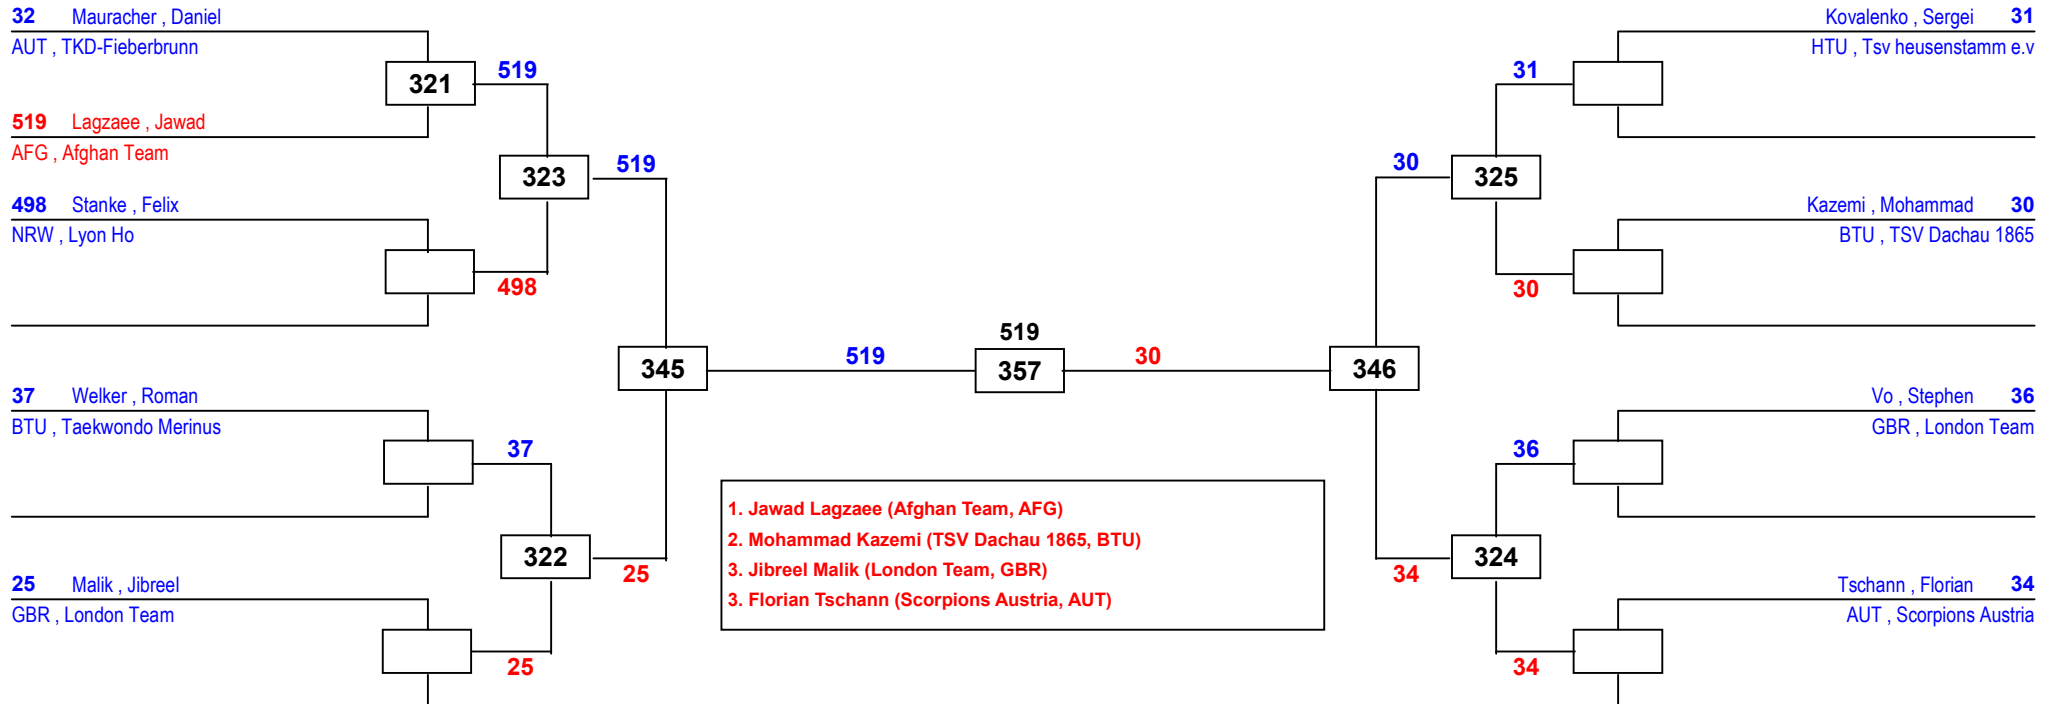 32 Mauracher , Daniel
AUT , TKD-Fieberbrunn
321
519
519 Lagzaee , Jawad
AFG , Afghan Team
323
519
498 Stanke , Felix
NRW , Lyon Ho
498
345
519
37 Welker , Roman
BTU , Taekwondo Merinus
37
322
25
25 Malik , Jibreel
GBR , London Team
25
519
357
30
1. Jawad Lagzaee (Afghan Team, AFG)
2. Mohammad Kazemi (TSV Dachau 1865, BTU)
3. Jibreel Malik (London Team, GBR)
3. Florian Tschann (Scorpions Austria, AUT)
Kovalenko , Sergei 31
HTU , Tsv heusenstamm e.v
31
30
325
Kazemi , Mohammad 30
BTU , TSV Dachau 1865
30
346
Vo , Stephen 36
GBR , London Team
36
324
34
Tschann , Florian 34
AUT , Scorpions Austria
34